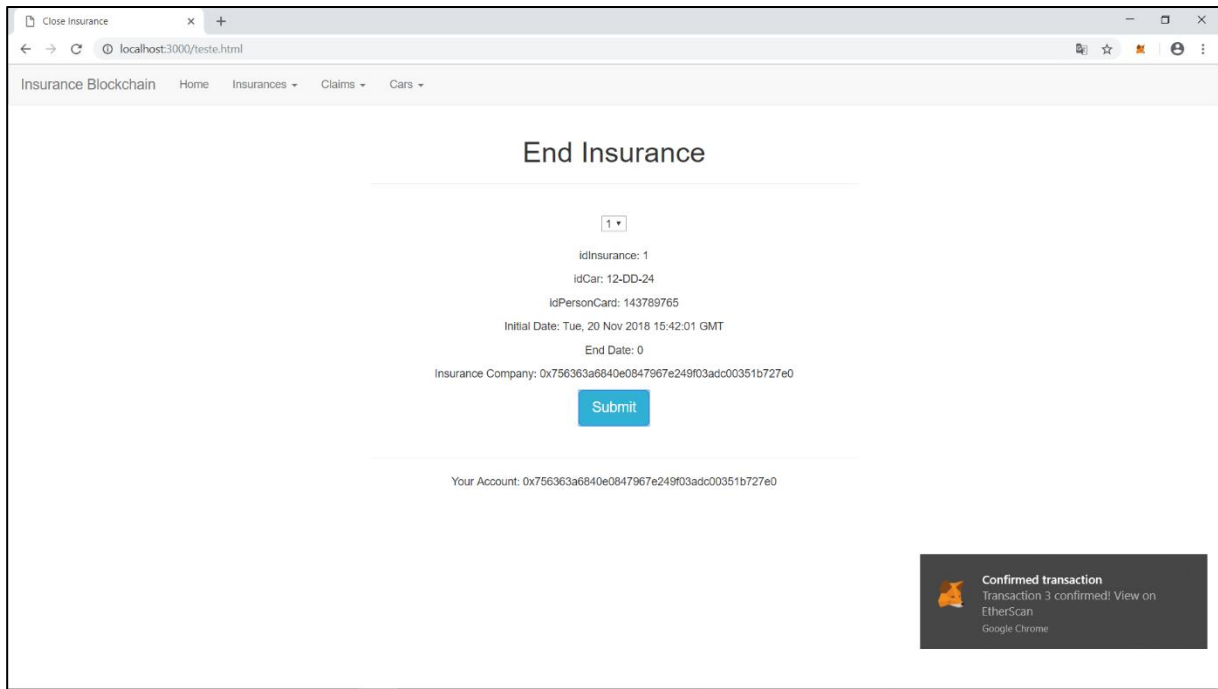 Close Insurance
localhost:3000/teste.html
Insurance Blockchain Home Insurances Claims Cars
End Insurance
1
idInsurance: 1
idCar: 12-DD-24
idPersonCard: 143789765
Initial Date: Tue, 20 Nov 2018 15:42:01 GMT
End Date: 0
Insurance Company: 0x756363a6840e0847967e249f03adc00351b727e0
Submit
Your Account: 0x756363a6840e0847967e249f03adc00351b727e0
Confirmed transaction
Transaction 3 confirmed! View on
EtherScan
Google Chrome